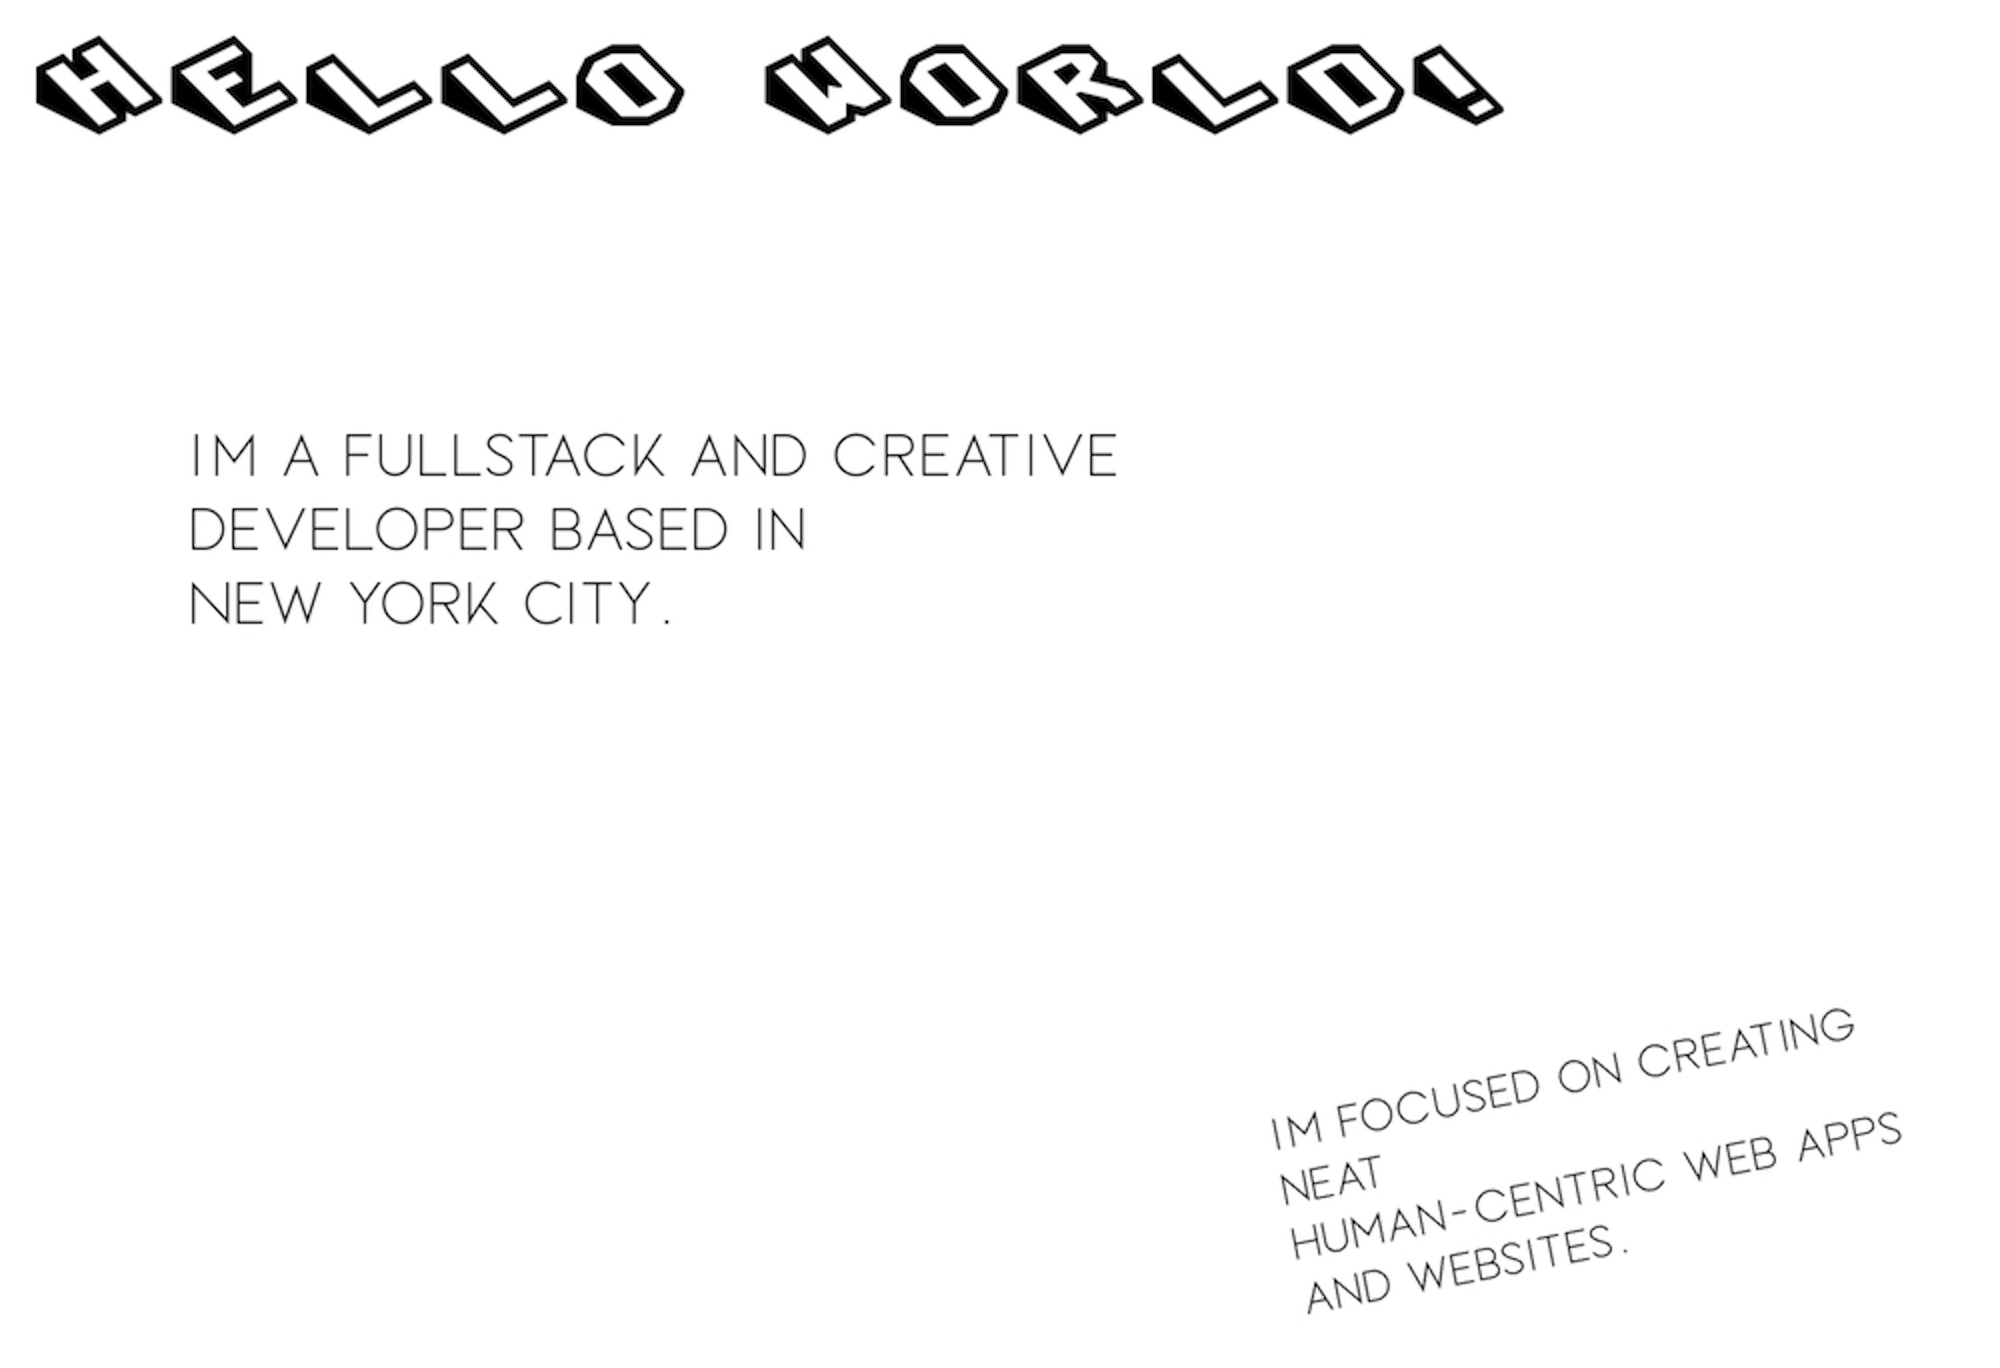 HELLO WORLD!
IM A FULLSTACK AND CREATIVE
DEVELOPER BASED IN
NEW YORK CITY.
IM FOCUSED ON CREATING
NEAT
HUMAN-CENTRIC WEB APPS
AND WEBSITES.